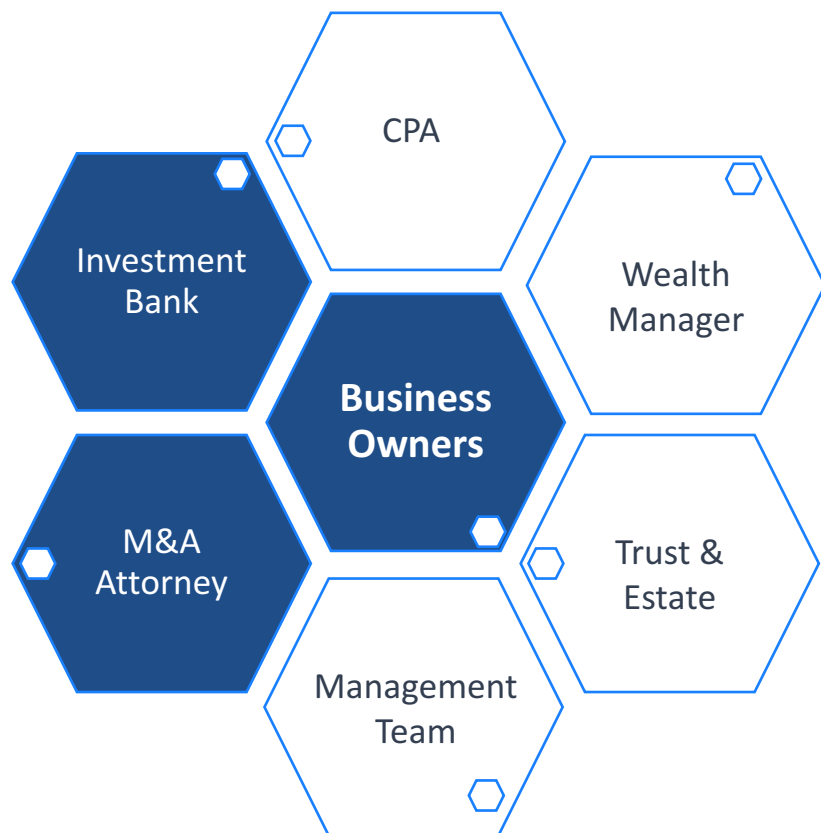 CPA
Investment
Bank
Wealth
Manager
Business
Owners
M&A
Attorney
Trust &
Estate
Management
Team